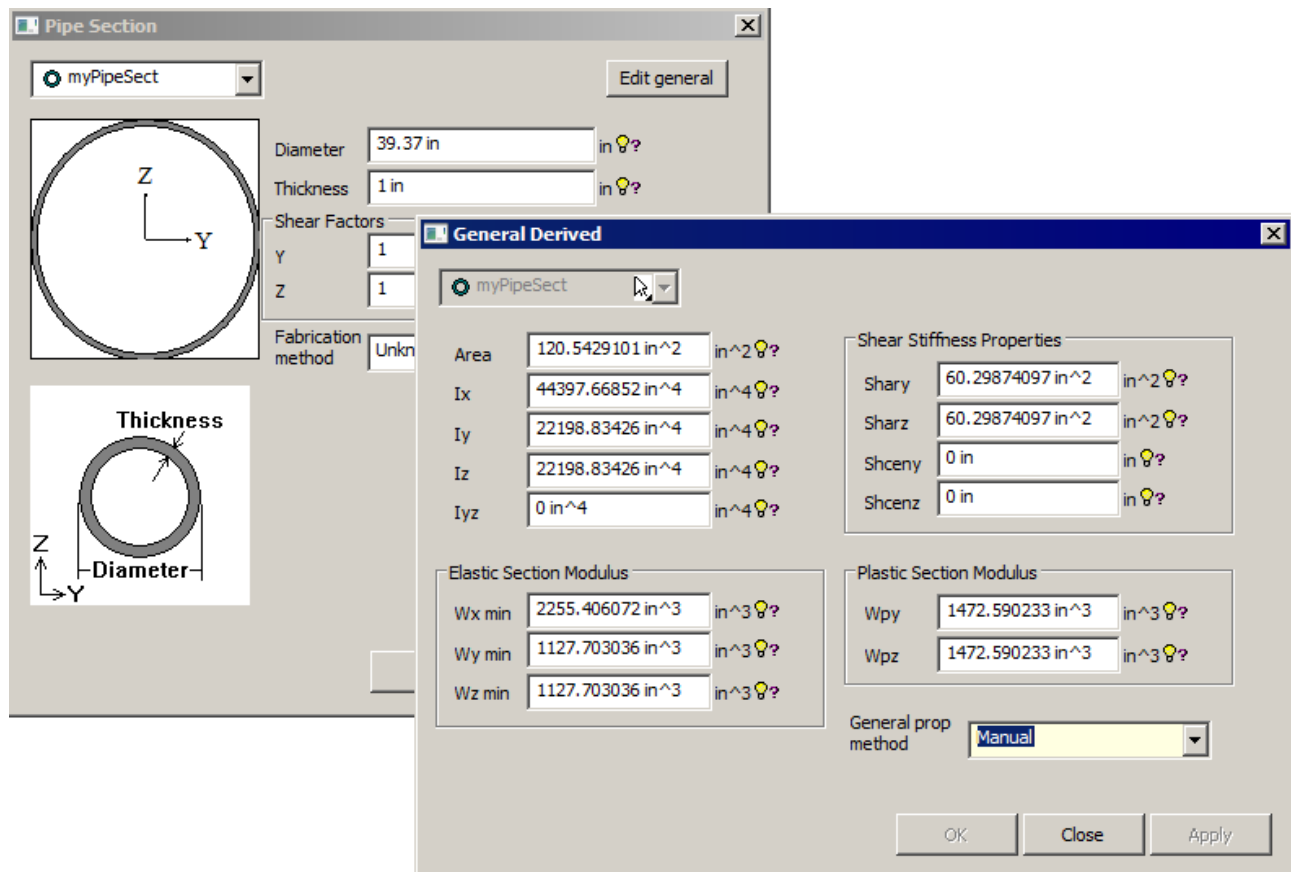 Pipe Section
myPipeSect
Edit general
Z
Y
Diameter 39.37 in in ?
Thickness 1 in in ?
Shear Factors
Y 1
Z 1
Fabrication
method Unkn
Thickness
Diameter
Z
Y
General Derived
myPipeSect
Area 120.5429101 in^2 in^2 ?
Ix 44397.66852 in^4 in^4 ?
Iy 22198.83426 in^4 in^4 ?
Iz 22198.83426 in^4 in^4 ?
Iyz 0 in^4 in^4 ?
Shear Stiffness Properties
Shary 60.29874097 in^2 in^2 ?
Sharz 60.29874097 in^2 in^2 ?
Shceny 0 in in ?
Shcenz 0 in in ?
Elastic Section Modulus
Wx min 2255.406072 in^3 in^3 ?
Wy min 1127.703036 in^3 in^3 ?
Wz min 1127.703036 in^3 in^3 ?
Plastic Section Modulus
Wpy 1472.590233 in^3 in^3 ?
Wpz 1472.590233 in^3 in^3 ?
General prop
method Manual
OK Close Apply